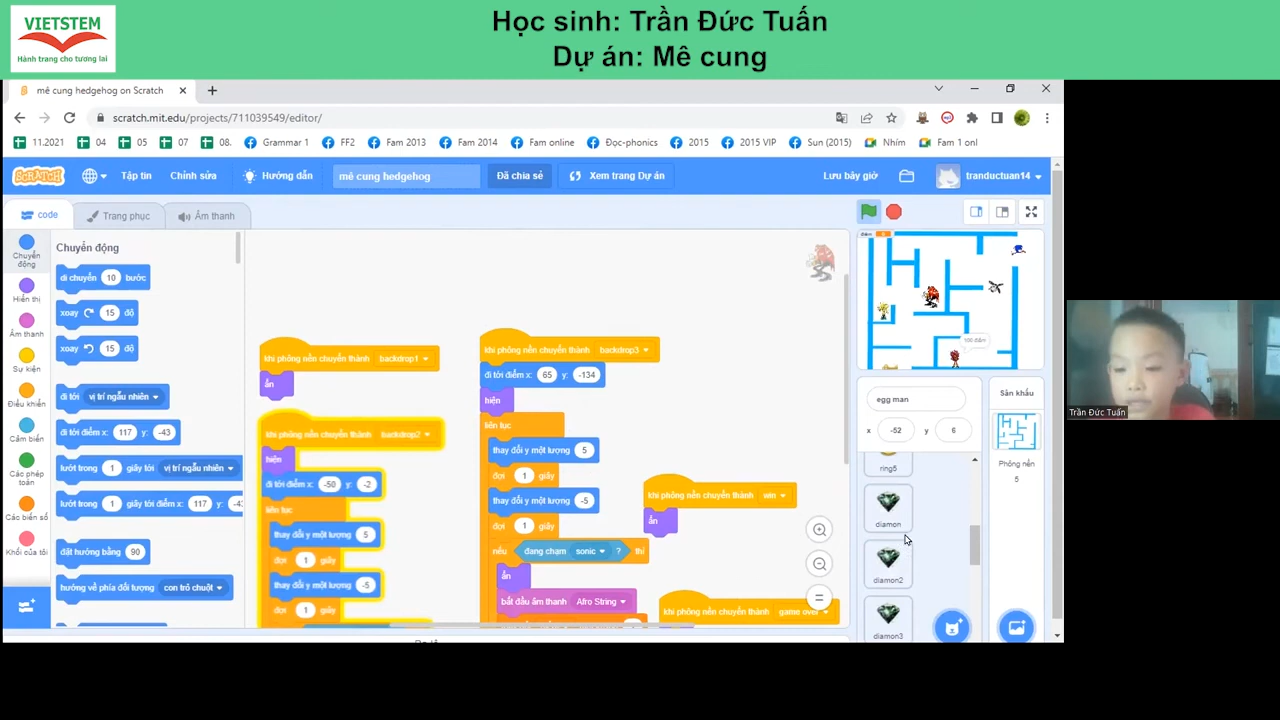 VIETSTEM
Hành trang cho tương lai
Học sinh: Trần Đức Tuấn
Dự án: Mê cung
mê cung hedgehog on Scratch
scratch.mit.edu/projects/711039549/editor/
11.2021 04 05 07 08. Grammar 1 FF2 Fam 2013 Fam 2014 Fam online Đọc-phonics 2015 2015 VIP Sun (2015) Nhím Fam 1 onl
SCRATCH Tập tin Chỉnh sửa Hướng dẫn mê cung hedgehog Đã chia sẻ Xem trang Dự án Lưu bây giờ tranductuan14
code Trang phục Âm thanh
Chuyển động
Hiển thị
Âm thanh
Sự kiện
Điều khiển
Cảm biến
Các phép toán
Các biến số
Khối của tôi
Chuyển động
di chuyển 10 bước
xoay 15 độ
xoay 15 độ
đi tới vị trí ngẫu nhiên
đi tới điểm x: 117 y: -43
lướt trong 1 giây tới vị trí ngẫu nhiên
lướt trong 1 giây tới điểm x: 117 y:
đặt hướng bằng 90
hướng về phía đối tượng con trỏ chuột
khi phông nền chuyển thành backdrop1
ẩn
khi phông nền chuyển thành backdrop2
hiện
đi tới điểm x: -50 y: -2
liên tục
thay đổi y một lượng 5
đợi 1 giây
thay đổi y một lượng -5
đợi 1 giây
khi phông nền chuyển thành backdrop3
đi tới điểm x: 65 y: -134
hiện
liên tục
thay đổi y một lượng 5
đợi 1 giây
thay đổi y một lượng -5
đợi 1 giây
nếu đang chạm sonic ? thì
ẩn
bắt đầu âm thanh Afro String
khi phông nền chuyển thành win
ẩn
khi phông nền chuyển thành game over
egg man
x -52 y 6
ring5
diamon
diamon2
diamon3
Sân khấu
Phông nền
5
Trần Đức Tuấn